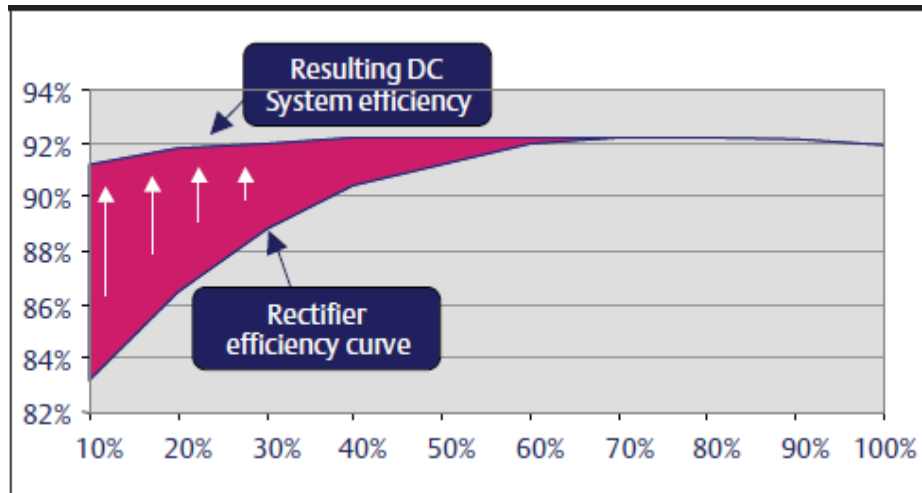 Resulting DC
System efficiency
94%
92%
90%
88%
86%
84%
82%
Rectifier
efficiency curve
10% 20% 30% 40% 50% 60% 70% 80% 90% 100%